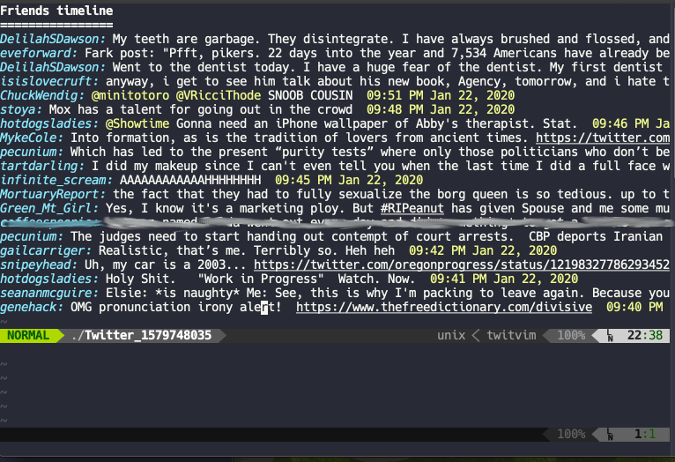 Friends timeline
================
DelilahSDawson: My teeth are garbage. They disintegrate. I have always brushed and flossed, and
eveforward: Fark post: "Pfft, pikers. 22 days into the year and 7,534 Americans have already be
DelilahSDawson: Went to the dentist today. I have a huge fear of the dentist. My first dentist
isislovecruft: anyway, i get to see him talk about his new book, Agency, tomorrow, and i hate t
ChuckWendig: @minitotoro @VRicciThode SNOOB COUSIN  09:51 PM Jan 22, 2020
stoya: Mox has a talent for going out in the crowd  09:48 PM Jan 22, 2020
hotdogsladies: @Showtime Gonna need an iPhone wallpaper of Abby's therapist. Stat.  09:46 PM Ja
MykeCole: Into formation, as is the tradition of lovers from ancient times. https://twitter.com
pecunium: Which has led to the present “purity tests” where only those politicians who don’t be
tartdarling: I did my makeup since I can't even tell you when the last time I did a full face w
infinite_scream: AAAAAAAAAAAHHHHHHHH  09:45 PM Jan 22, 2020
MortuaryReport: the fact that they had to fully sexualize the borg queen is so tedious. up to t
Green_Mt_Girl: Yes, I know it's a marketing ploy. But #RIPeanut has given Spouse and me some mu
pecunium: The judges need to start handing out contempt of court arrests.  CBP deports Iranian
gailcarriger: Realistic, that’s me. Terribly so. Heh heh  09:42 PM Jan 22, 2020
snipeyhead: Uh, my car is a 2003... https://twitter.com/oregonprogress/status/12198327786293452
hotdogsladies: Holy Shit.  "Work in Progress"  Watch. Now.  09:41 PM Jan 22, 2020
seananmcguire: Elsie: *is naughty* Me: See, this is why I'm packing to leave again. Because you
genehack: OMG pronunciation irony alert!  https://www.thefreedictionary.com/divisive  09:40 PM
~
NORMAL ./Twitter_1579748035 unix < twitvim 100% LN 22:38
~
~
~
~
~
100% LN 1:1